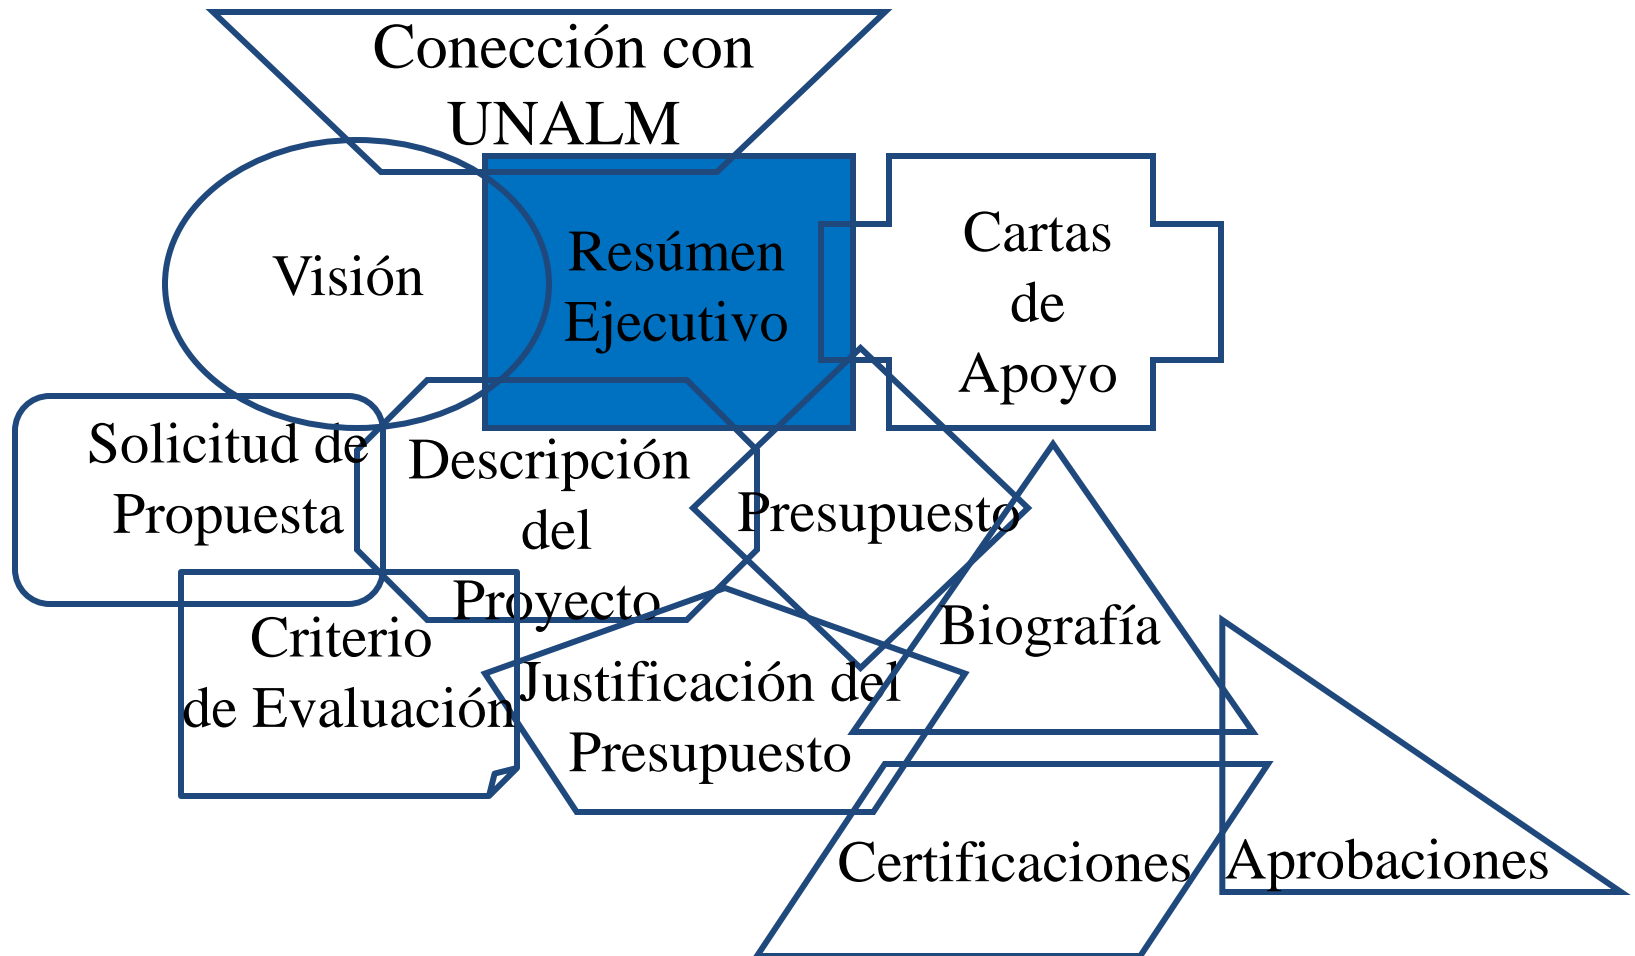 Conección con
UNALM
Visión
Resúmen
Ejecutivo
Cartas
de
Apoyo
Solicitud de
Propuesta
Descripción
del
Proyecto
Presupuesto
Criterio
de Evaluación
Justificación del
Presupuesto
Biografía
Certificaciones
Aprobaciones